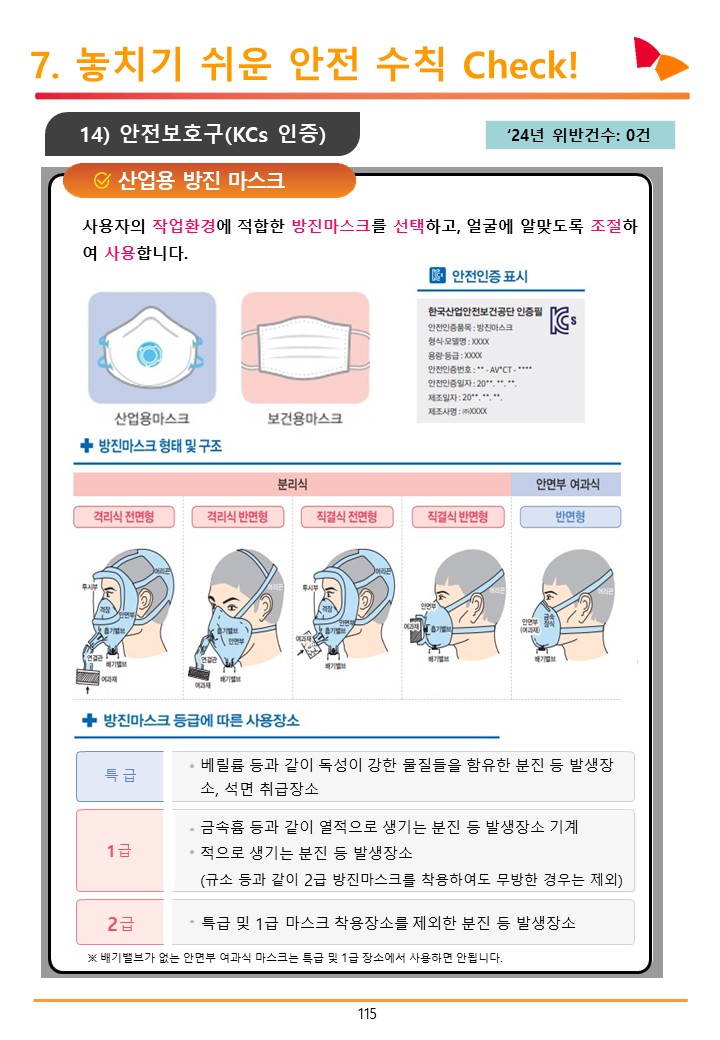 7. 놓치기 쉬운 안전 수칙 Check!
14) 안전보호구(KCs 인증)
‘24년 위반건수: 0건
산업용 방진 마스크
사용자의 작업환경에 적합한 방진마스크를 선택하고, 얼굴에 알맞도록 조절하
여 사용합니다.
안전인증 표시
한국산업안전보건공단 인증필
안전인증품목 : 방진마스크
형식·모델명 : XXXX
용량·등급 : XXXX
안전인증번호 : ** - AV*CT - ****
안전인증일자 : 20**. **. **.
제조일자 : 20**. **. **.
제조사명 : ㈜XXXX
KCs
산업용마스크
보건용마스크
방진마스크 형태 및 구조
분리식
안면부 여과식
격리식 전면형
격리식 반면형
직결식 전면형
직결식 반면형
반면형
투시부
머리끈
격장
안면부
흡기밸브
연결관
배기밸브
여과재
머리끈
흡기밸브
안면부
연결관
여과재
배기밸브
투시부
머리끈
격장
안면부
흡기밸브
여과재
배기밸브
머리끈
안면부
여과재
흡기밸브
배기밸브
머리끈
금속
장식
안면부
(여과재)
배기밸브
방진마스크 등급에 따른 사용장소
특급
• 베릴륨 등과 같이 독성이 강한 물질들을 함유한 분진 등 발생장
소, 석면 취급장소
1급
• 금속흄 등과 같이 열적으로 생기는 분진 등 발생장소 기계
• 적으로 생기는 분진 등 발생장소
(규소 등과 같이 2급 방진마스크를 착용하여도 무방한 경우는 제외)
2급
• 특급 및 1급 마스크 착용장소를 제외한 분진 등 발생장소
※ 배기밸브가 없는 안면부 여과식 마스크는 특급 및 1급 장소에서 사용하면 안됩니다.
115